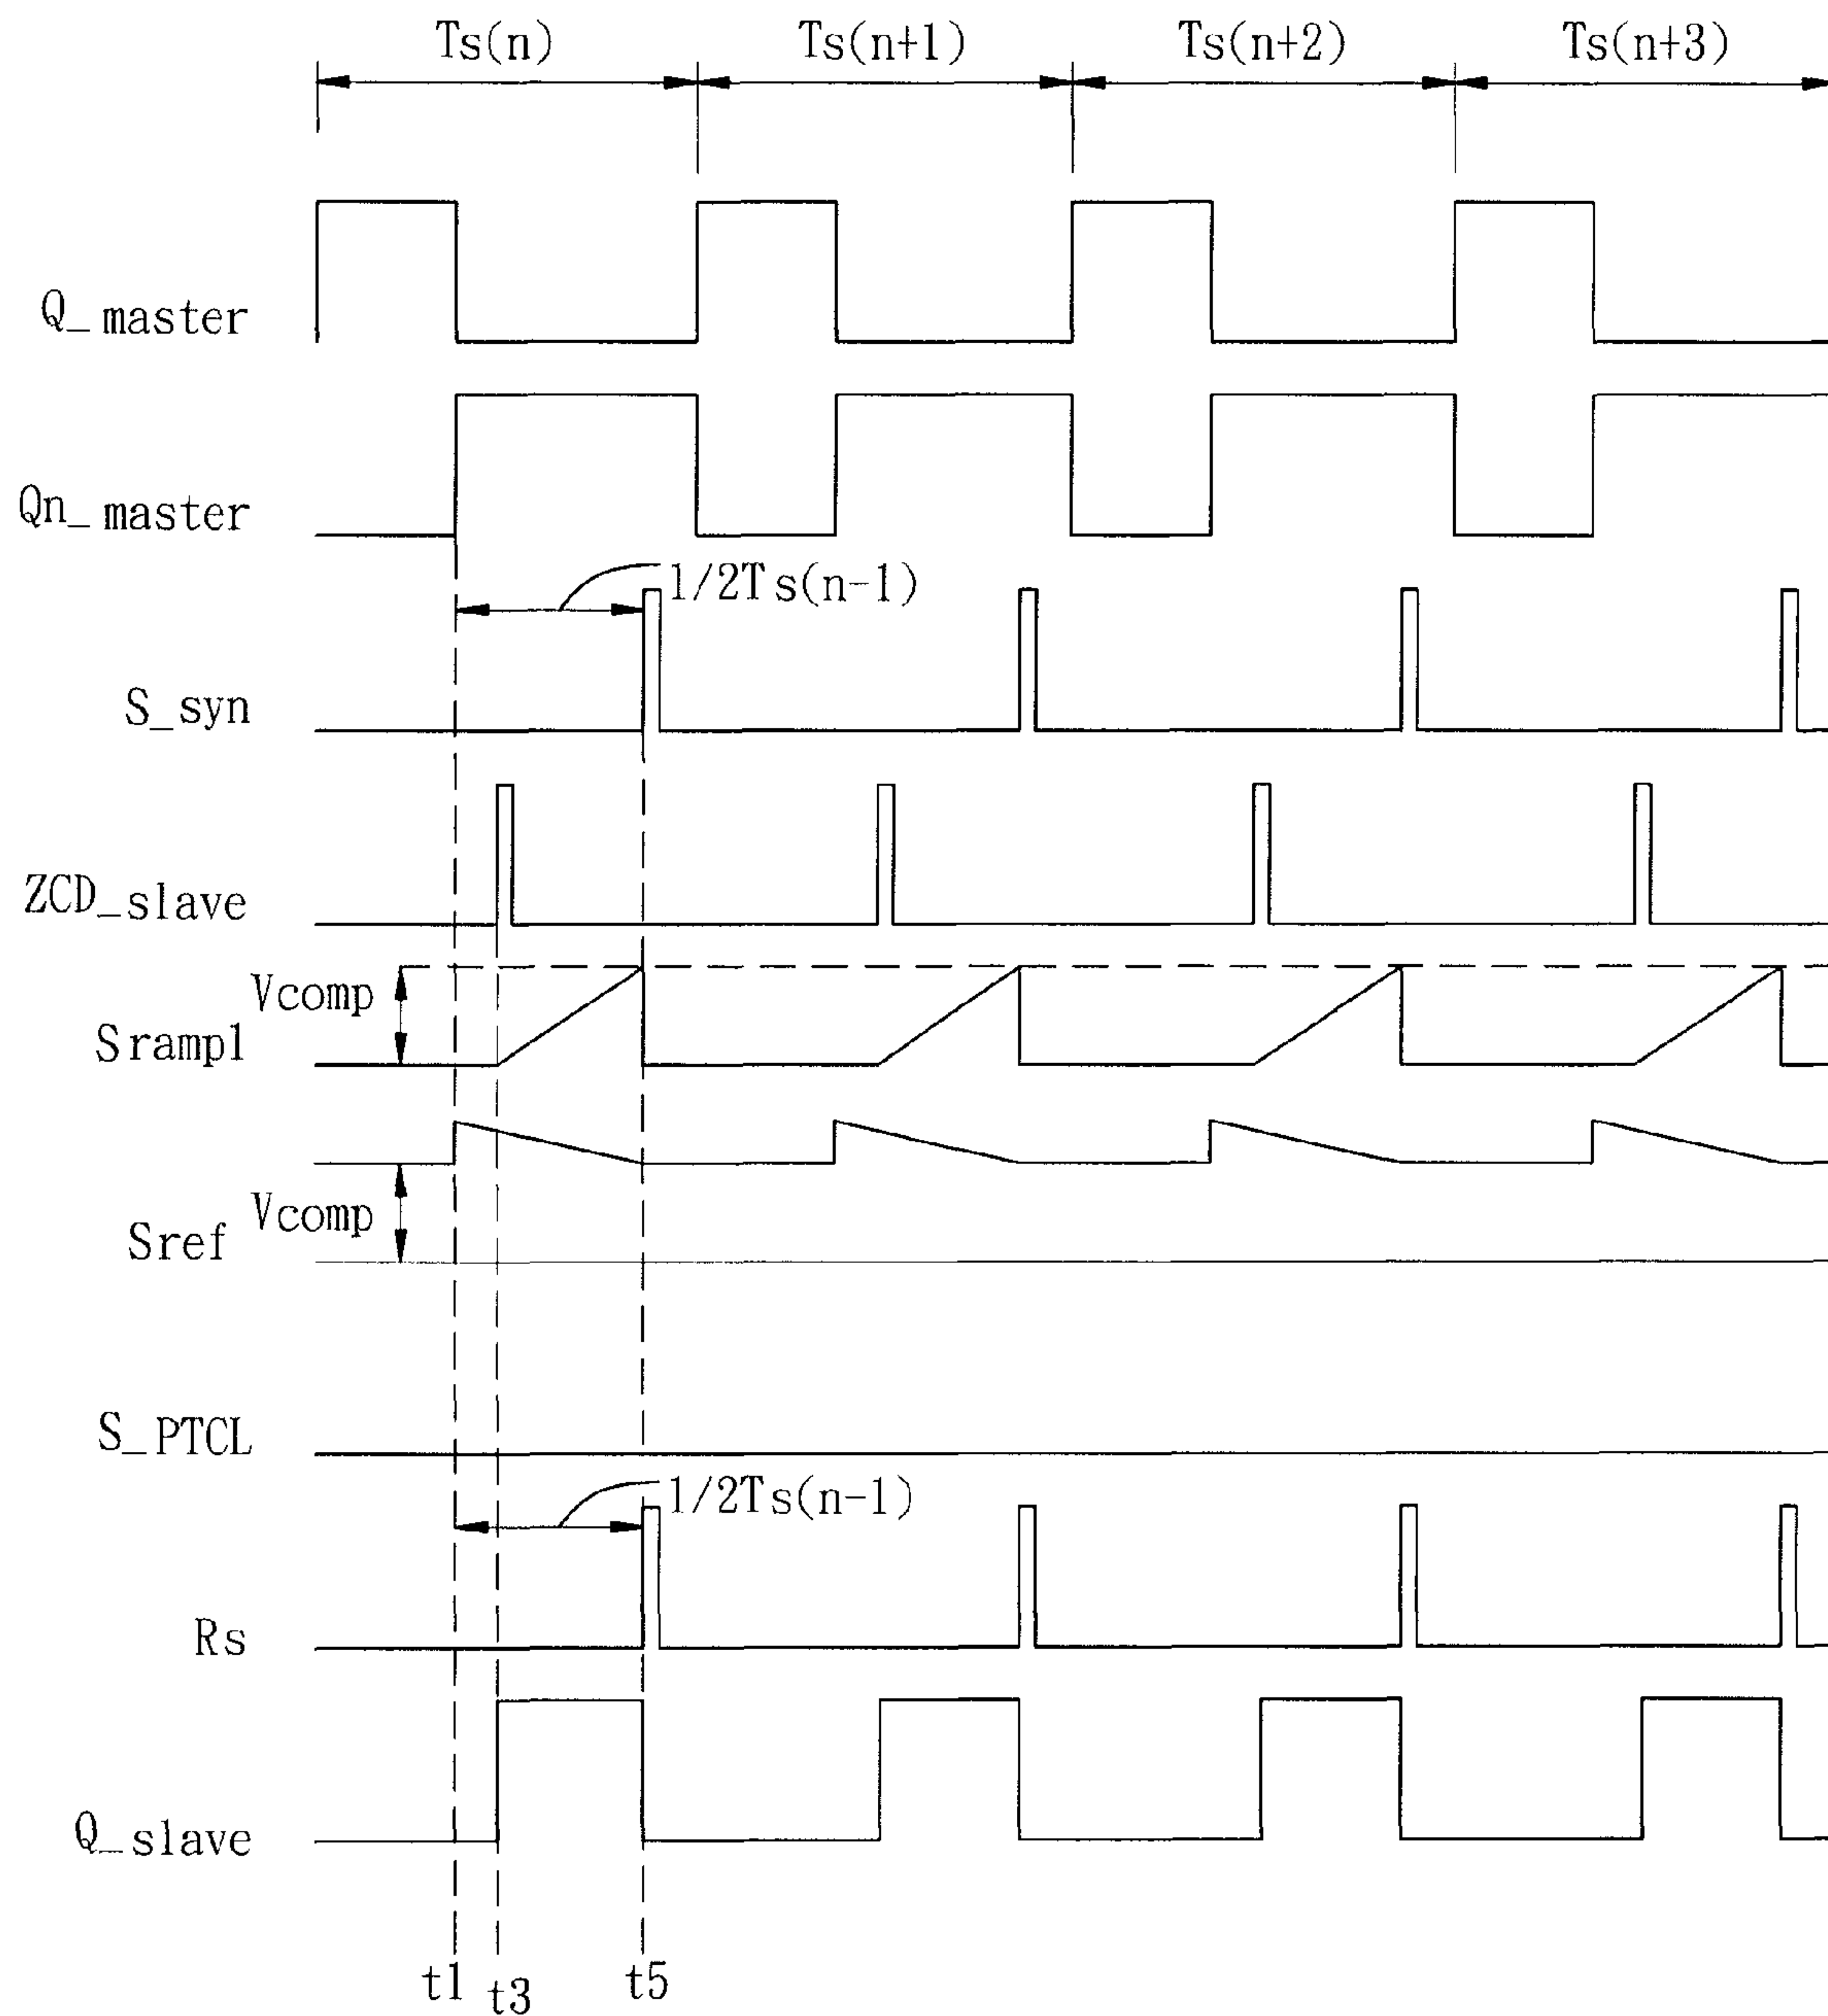 Ts(n) Ts(n+1) Ts(n+2) Ts(n+3)
Q_master
Qn_master
1/2Ts(n-1)
S_syn
ZCD_slave
Vcomp
Sramp1
Vcomp
Sref
S_PTCL
1/2Ts(n-1)
Rs
Q_slave
t1 t3 t5